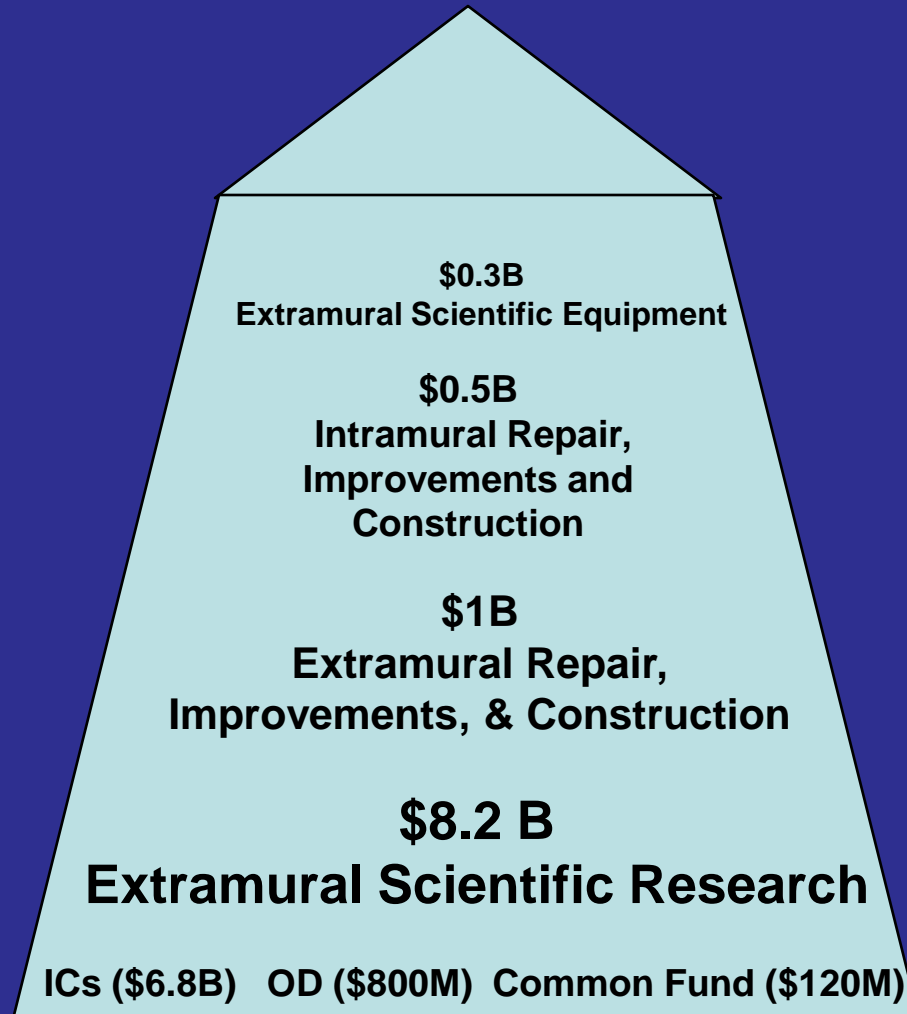 $0.3B
Extramural Scientific Equipment
$0.5B
Intramural Repair,
Improvements and
Construction
$1B
Extramural Repair,
Improvements, & Construction
$8.2 B
Extramural Scientific Research
ICs ($6.8B) OD ($800M) Common Fund ($120M)